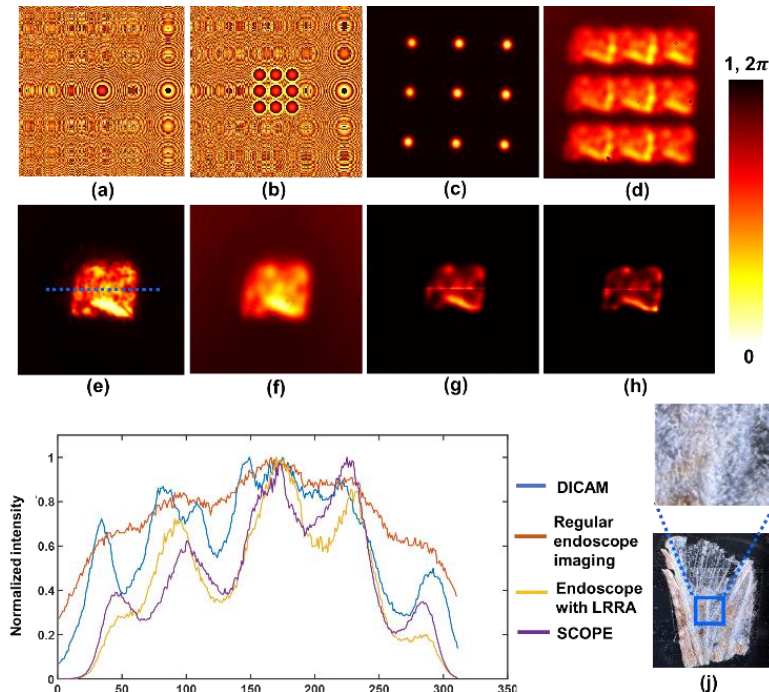 1, 2π
(a)
(b)
(c)
(d)
0
(e)
(f)
(g)
(h)
Normalized intensity
1
0.8
0.6
0.4
0.2
0
0
50
100
150
200
250
300
350
DICAM
Regular
endoscope
imaging
Endoscope
with LRRA
SCOPE
(j)